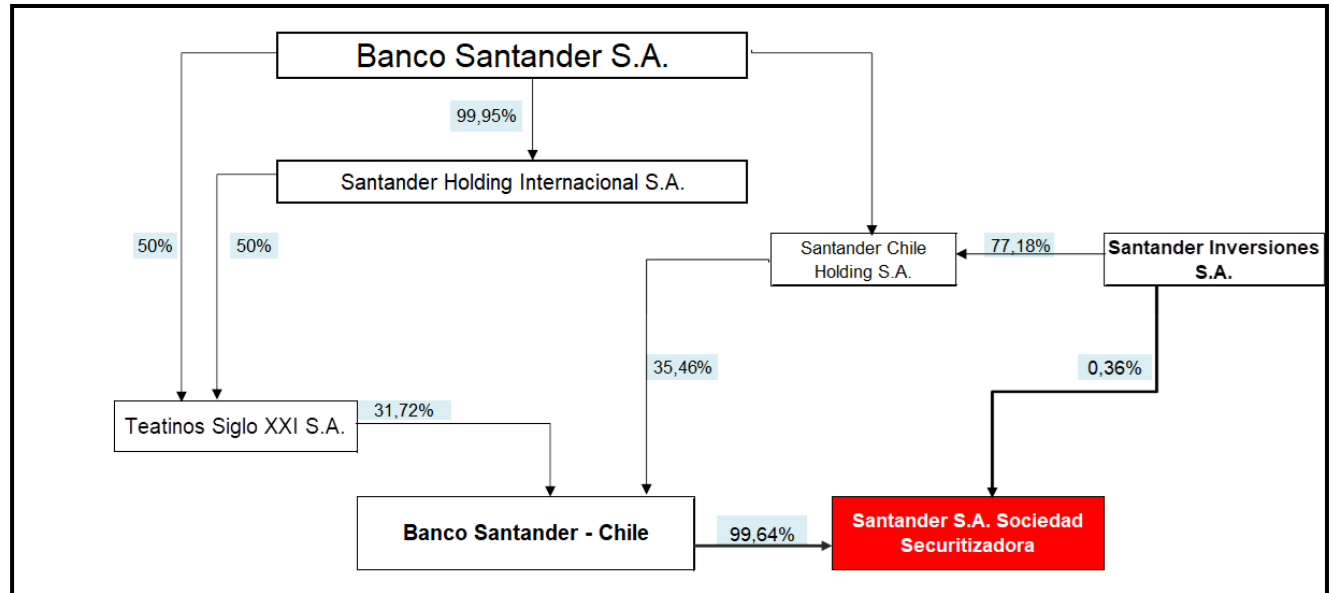 Banco Santander S.A.
99,95%
Santander Holding Internacional S.A.
50%
50%
Santander Chile
Holding S.A.
77,18%
Santander Inversiones
S.A.
35,46%
0,36%
Teatinos Siglo XXI S.A.
31,72%
Banco Santander - Chile
99,64%
Santander S.A. Sociedad
Securitizadora